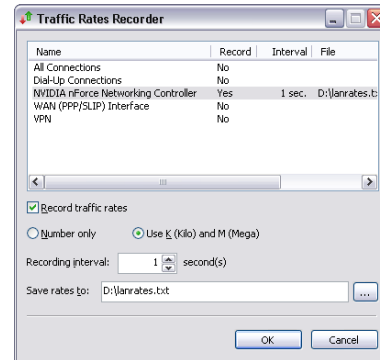 Traffic Rates Recorder
Name Record Interval File
All Connections No
Dial-Up Connections No
NVIDIA nForce Networking Controller Yes 1 sec. D:\lanrates.tx
WAN (PPP/SLIP) Interface No
VPN No
Record traffic rates
Number only Use K (Kilo) and M (Mega)
Recording interval: 1 second(s)
Save rates to: D:\lanrates.txt ...
OK Cancel